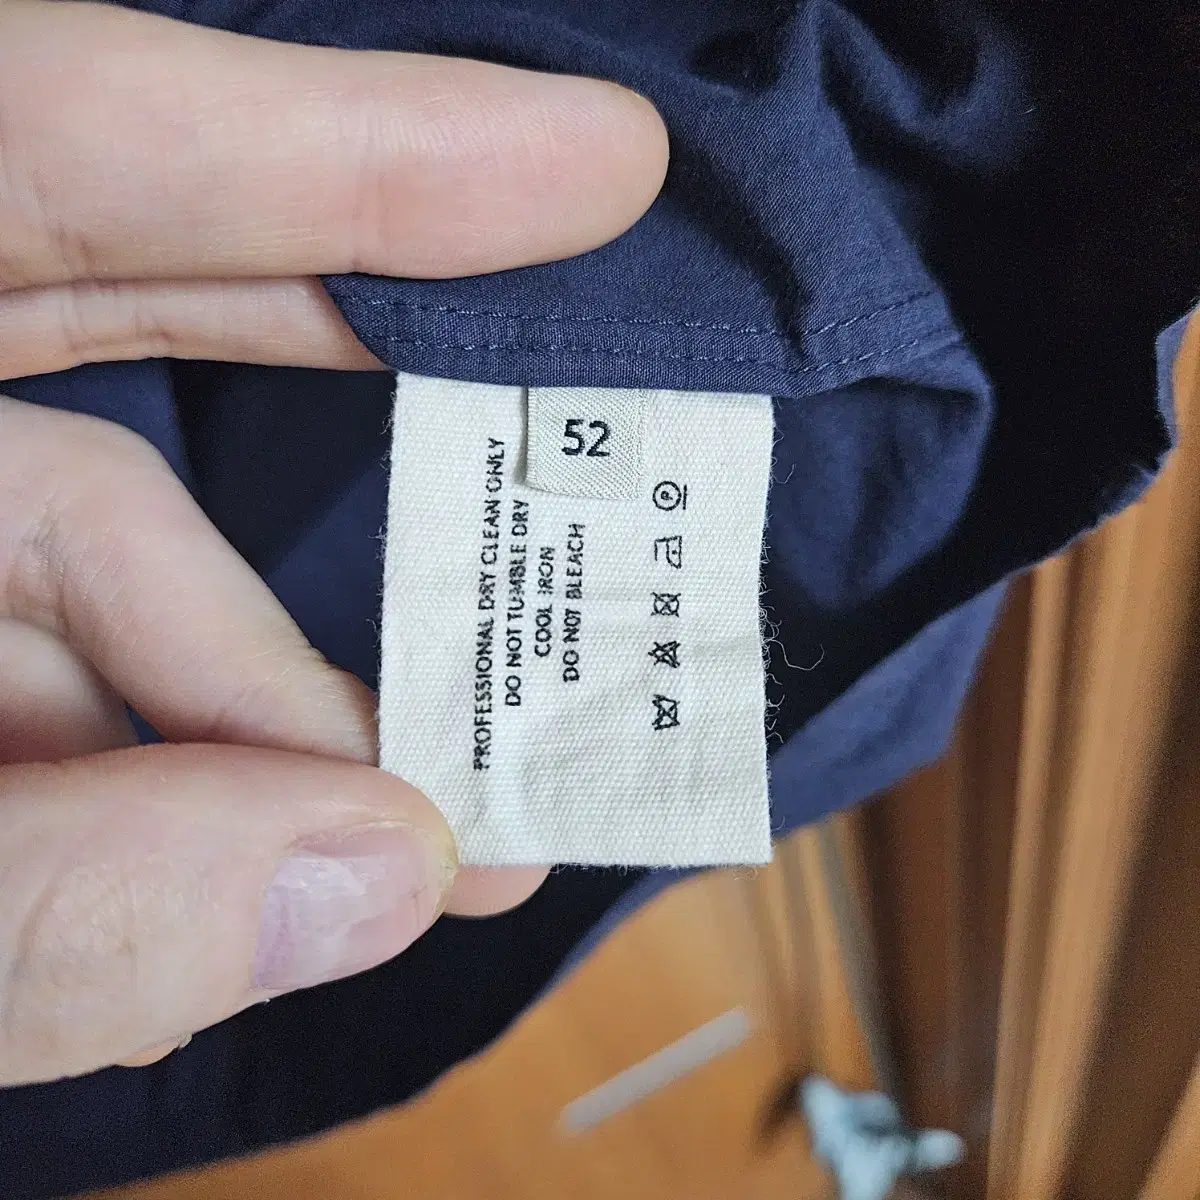 52
PROFESSIONAL DRY CLEAN ONLY
DO NOT TUMBLE DRY
COOL IRON
DO NOT BLEACH
P